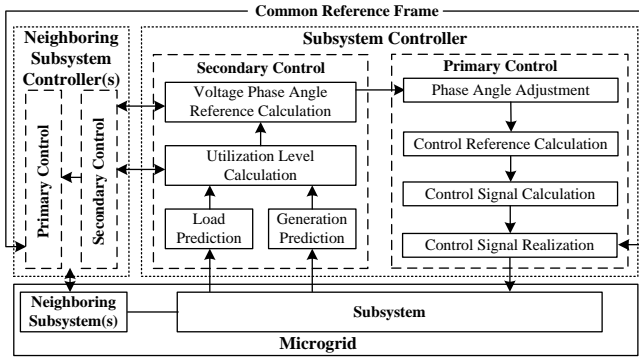 Common Reference Frame
Neighboring
Subsystem
Controller(s)
Primary Control
Secondary Control
Subsystem Controller
Secondary Control
Voltage Phase Angle
Reference Calculation
Utilization Level
Calculation
Load
Prediction
Generation
Prediction
Primary Control
Phase Angle Adjustment
Control Reference Calculation
Control Signal Calculation
Control Signal Realization
Neighboring
Subsystem(s)
Subsystem
Microgrid